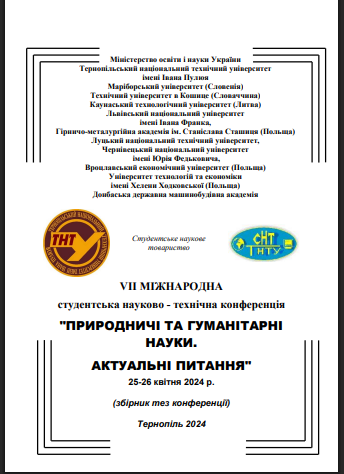 Міністерство освіти і науки України
Тернопільський національний технічний університет
імені Івана Пулюя
Маріборський університет (Словенія)
Технічний університет в Кошице (Словаччина)
Каунаський технологічний університет (Литва)
Львівський національний університет
імені Івана Франка,
Гірничо-металургійна академія ім. Станіслава Сташиця (Польща)
Луцький національний технічний університет,
Чернівецький національний університет
імені Юрія Федьковича,
Вроцлавський економічний університет (Польща)
Університет технологій та економіки
імені Хелени Ходковської (Польща)
Донбаська державна машинобудівна академія
ТНТУ
Студентське наукове
товариство
СНТ
ТНТУ
VII МІЖНАРОДНА
студентська науково - технічна конференція
"ПРИРОДНИЧІ ТА ГУМАНІТАРНІ
НАУКИ.
АКТУАЛЬНІ ПИТАННЯ"
25-26 квітня 2024 р.
(збірник тез конференції)
Тернопіль 2024